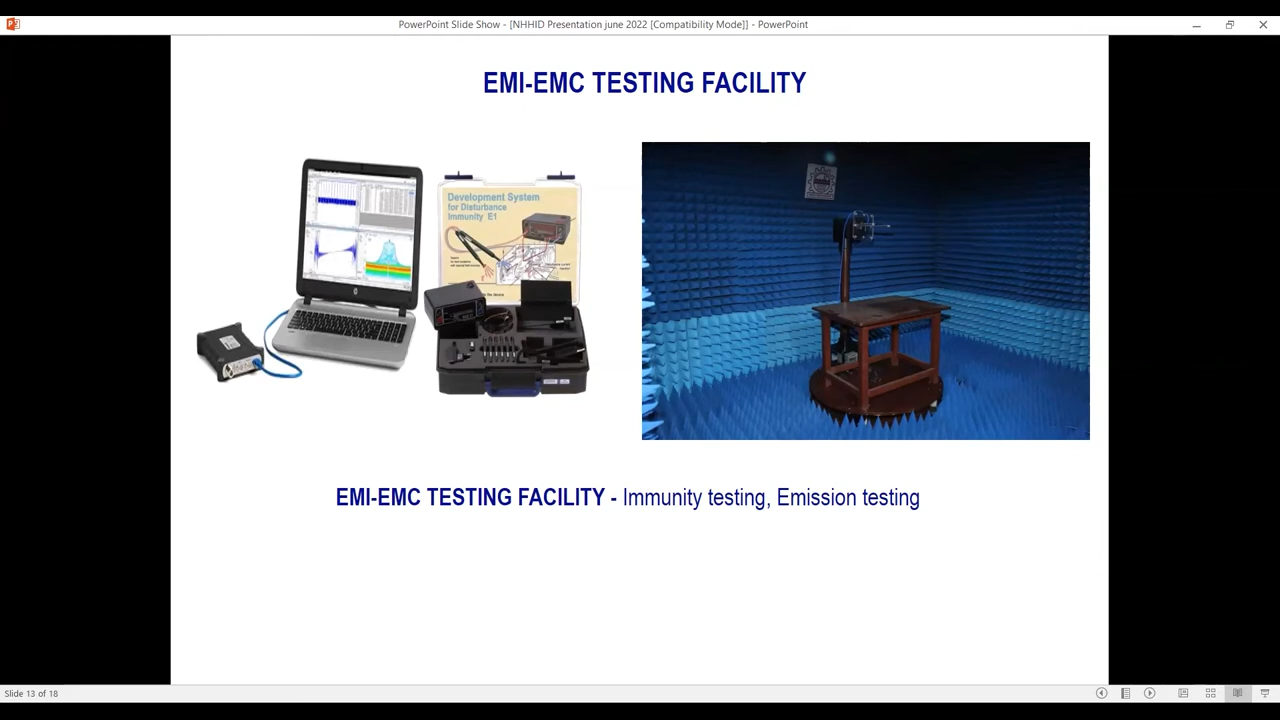 PowerPoint Slide Show - [NHHID Presentation june 2022 [Compatibility Mode]] - PowerPoint
EMI-EMC TESTING FACILITY
Development System
for Disturbance
Immunity E1
EMI-EMC TESTING FACILITY - Immunity testing, Emission testing
Slide 13 of 18